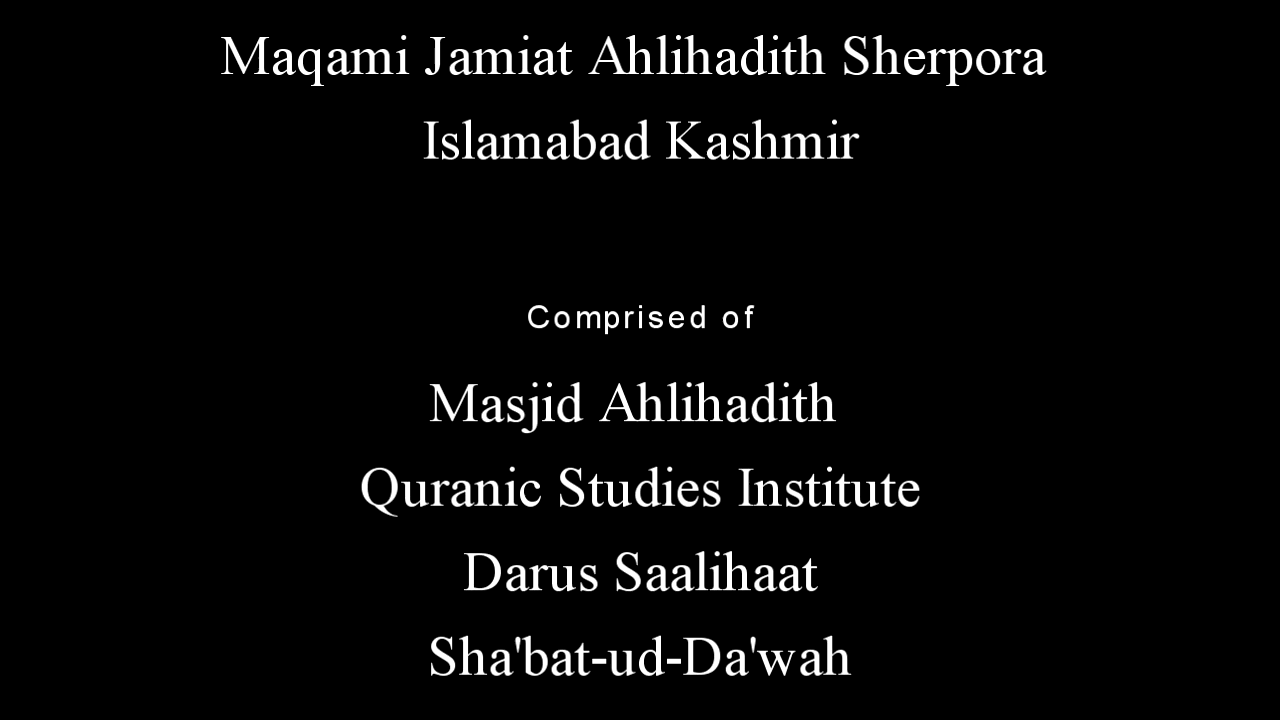 Maqami Jamiat Ahlihadith Sherpora
Islamabad Kashmir
Comprised of
Masjid Ahlihadith
Quranic Studies Institute
Darus Saalihaat
Sha'bat-ud-Da'wah